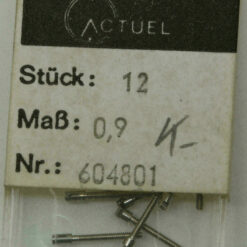 ACTUEL
Stück: 12
Maß: 0,9 K-
Nr.: 604801